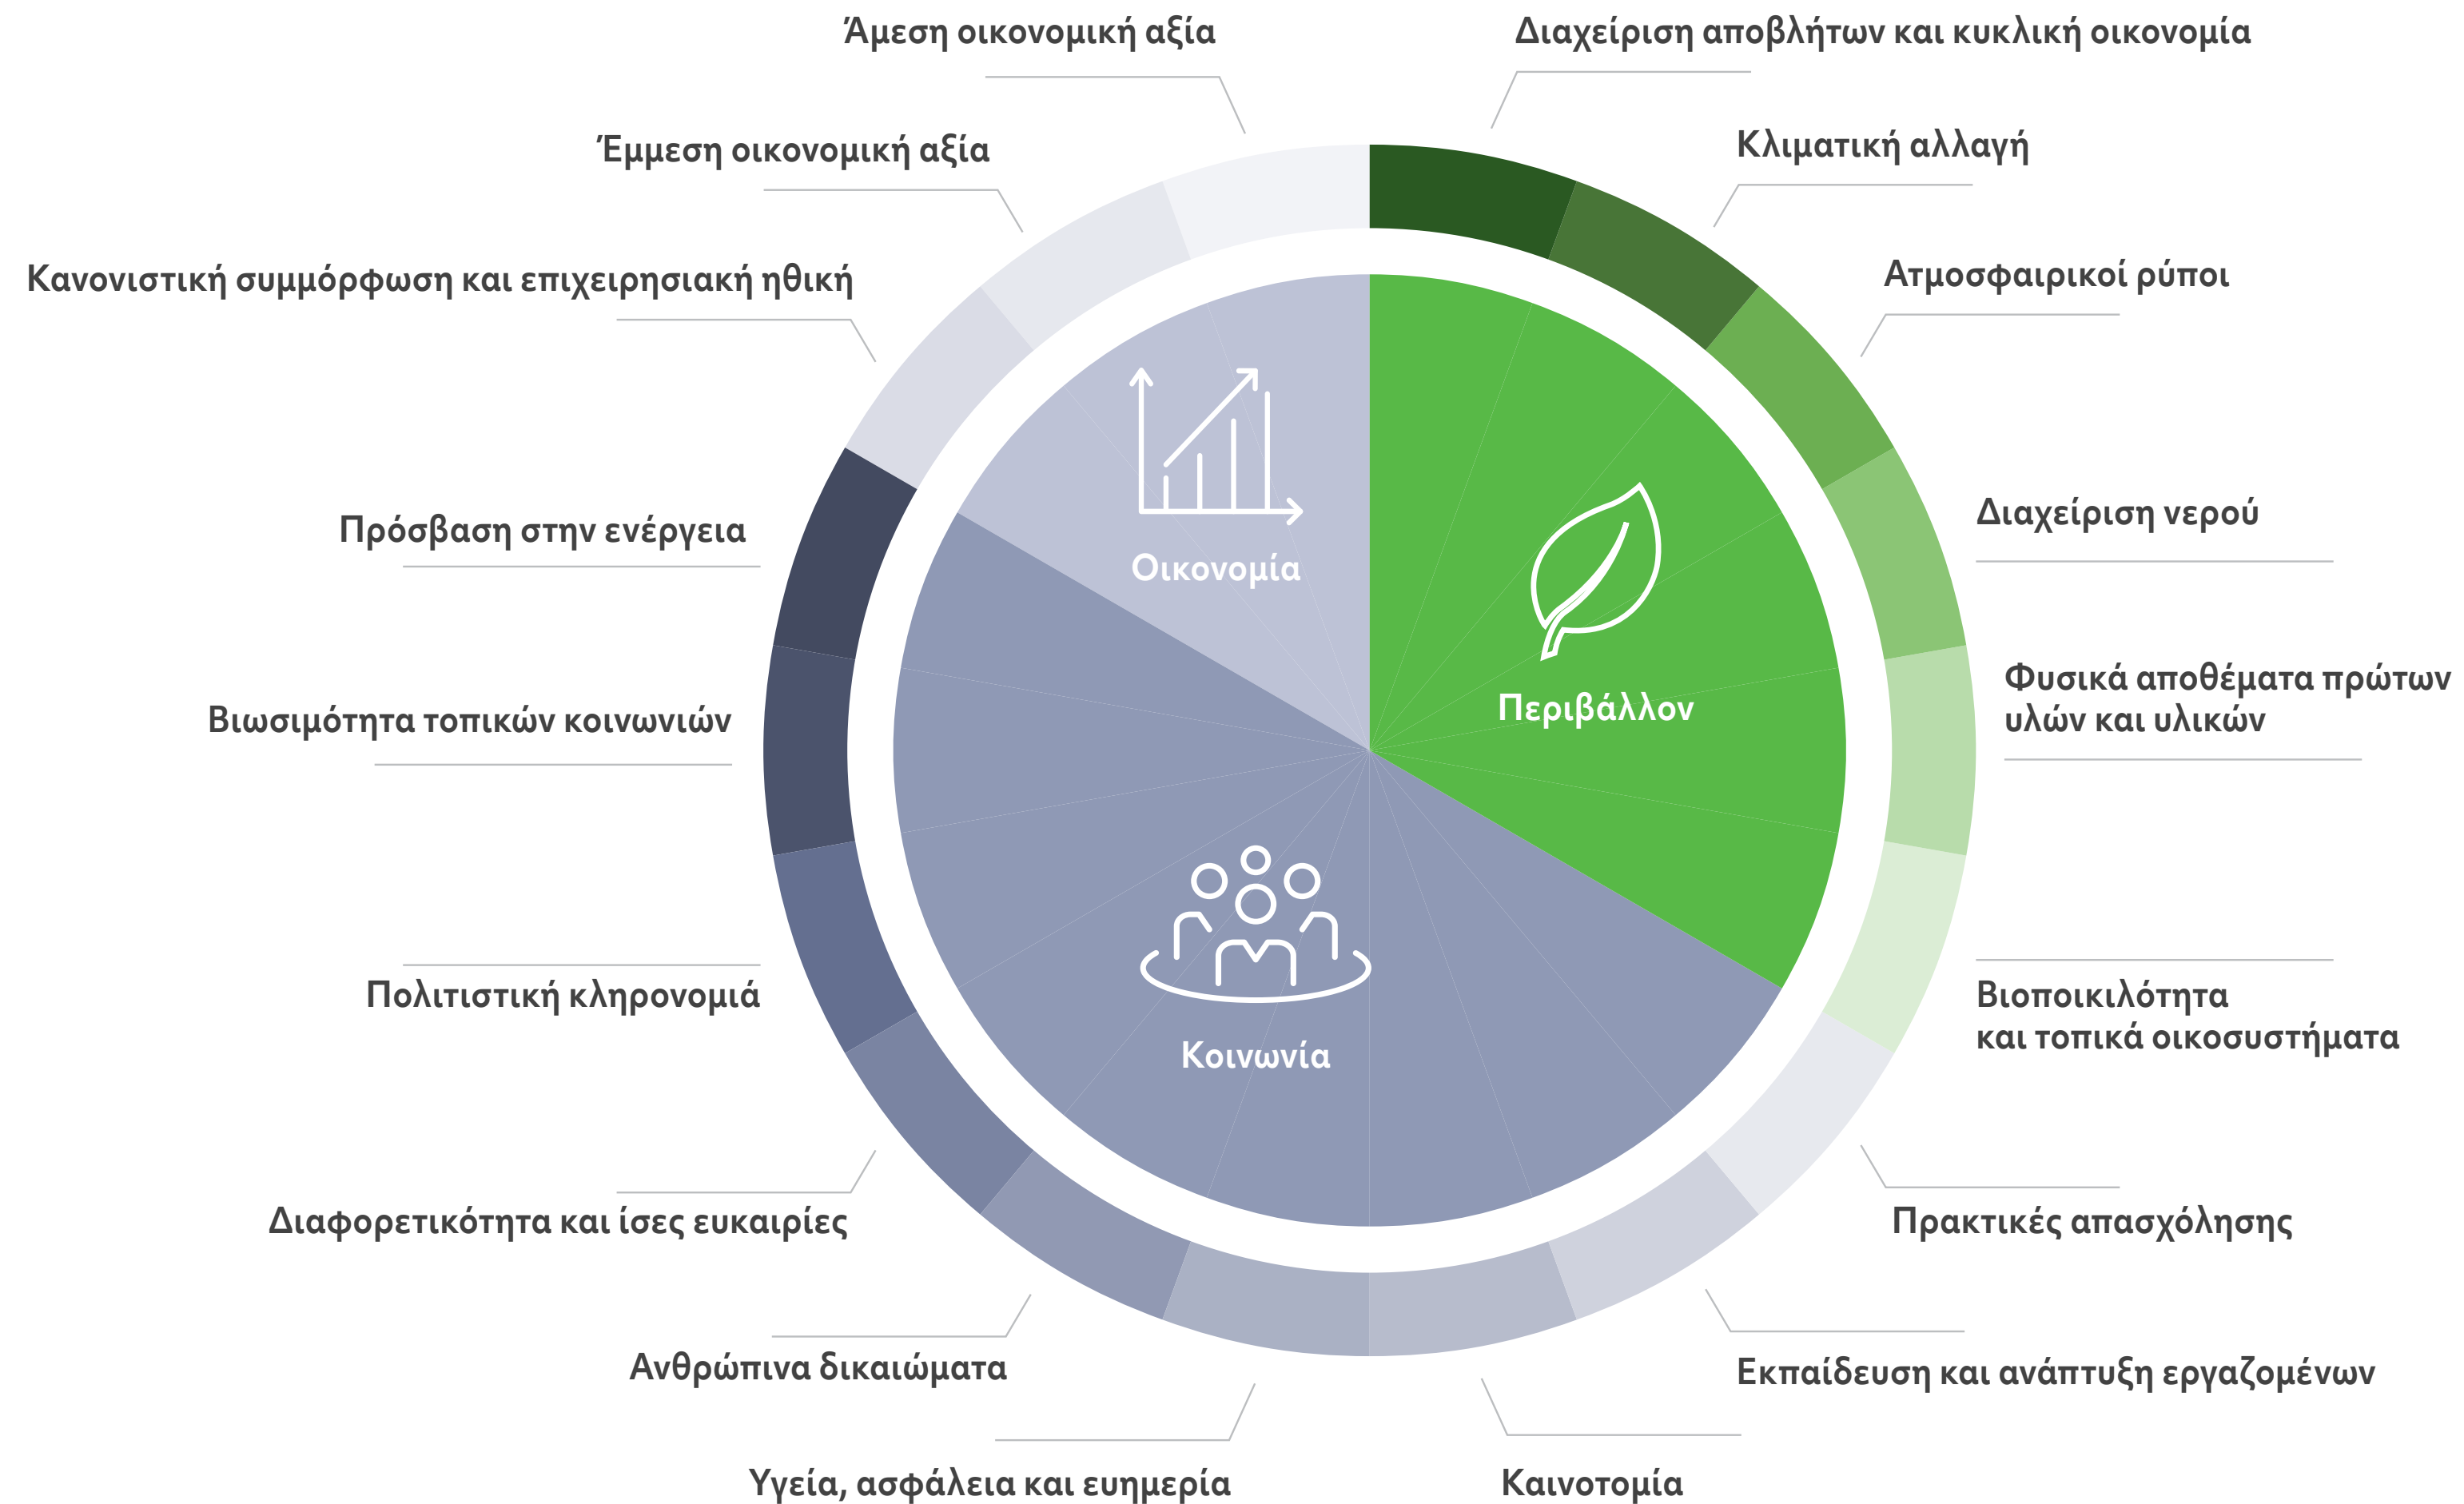 Άμεση οικονομική αξία
Διαχείριση αποβλήτων και κυκλική οικονομία
Έμμεση οικονομική αξία
Κλιματική αλλαγή
Κανονιστική συμμόρφωση και επιχειρησιακή ηθική
Ατμοσφαιρικοί ρύποι
Πρόσβαση στην ενέργεια
Διαχείριση νερού
Οικονομία
Περιβάλλον
Βιωσιμότητα τοπικών κοινωνιών
Φυσικά αποθέματα πρώτων
υλών και υλικών
Πολιτιστική κληρονομιά
Βιοποικιλότητα
και τοπικά οικοσυστήματα
Κοινωνία
Διαφορετικότητα και ίσες ευκαιρίες
Πρακτικές απασχόλησης
Ανθρώπινα δικαιώματα
Εκπαίδευση και ανάπτυξη εργαζομένων
Υγεία, ασφάλεια και ευημερία
Καινοτομία